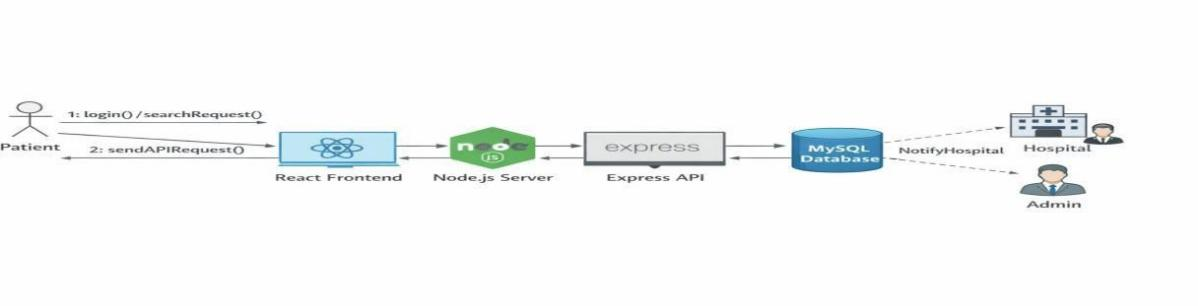 1: login() /searchRequest()
Patient
2: sendAPIRequest()
React Frontend
node
js
Node.js Server
express
Express API
MySQL
Database
NotifyHospital
Hospital
Admin